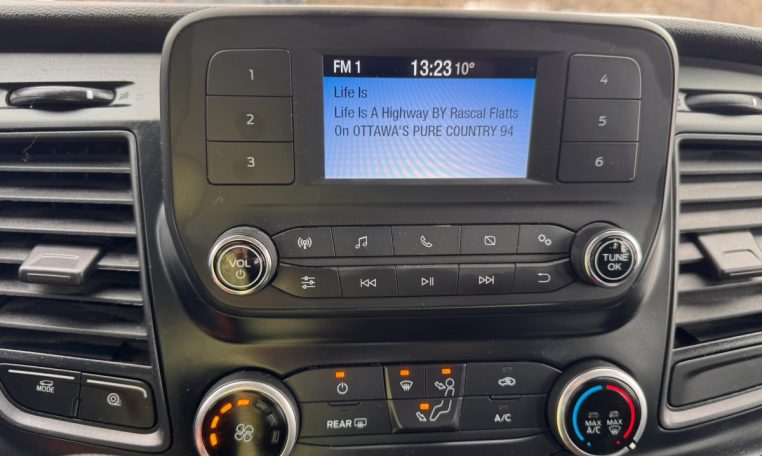 FM 1 13:23 10°
Life Is
Life Is A Highway BY Rascal Flatts
On OTTAWA'S PURE COUNTRY 94
1
2
3
4
5
6
VOL
TUNE
OK
MODE
REAR
A/C
MAX
A/C
MAX